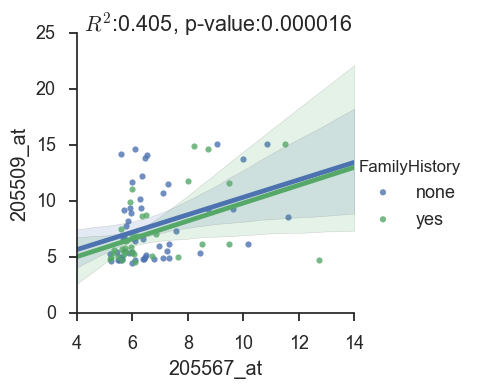 R²:0.405, p-value:0.000016
25
20
15
10
5
0
205509_at
4 6 8 10 12 14
205567_at
FamilyHistory
none
yes